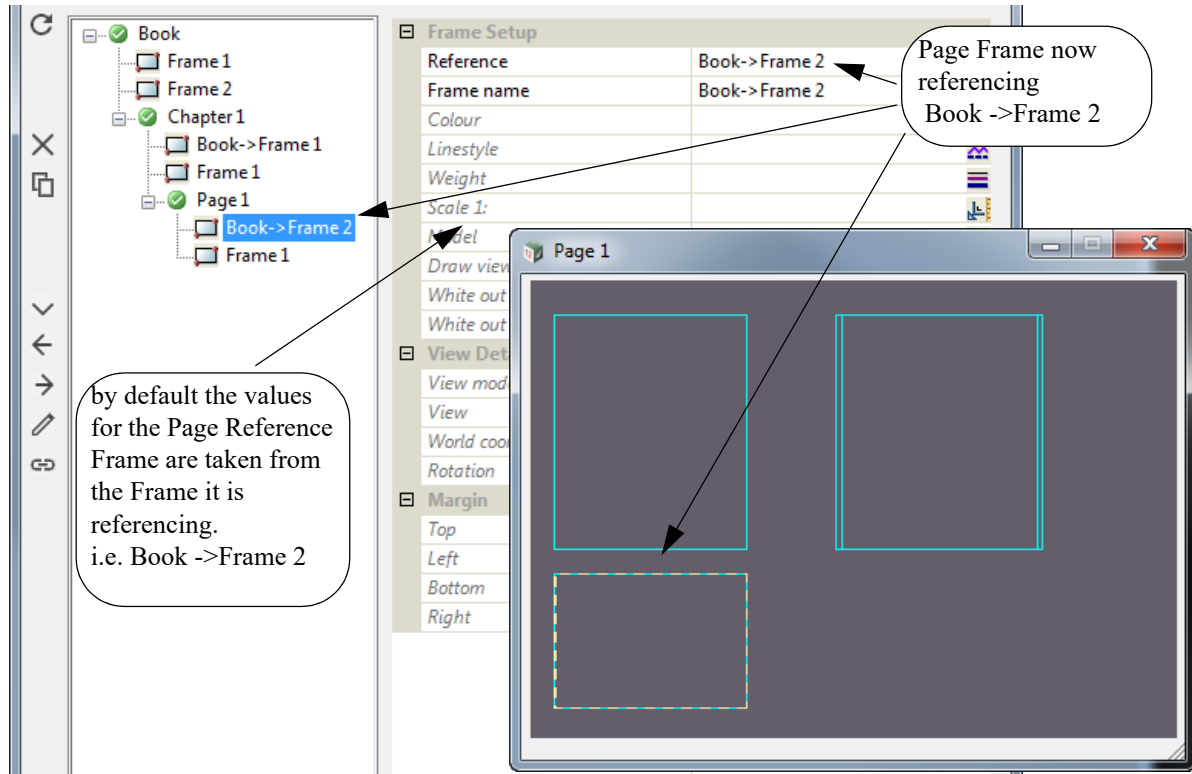 Book
Frame 1
Frame 2
Chapter 1
Book->Frame 1
Frame 1
Page 1
Book->Frame 2
Frame 1
Frame Setup
Reference Book->Frame 2
Frame name Book->Frame 2
Colour
Linestyle
Weight
Scale 1:
Model
Draw view
White out
White out
View Det
View mod
View
World coor
Rotation
Margin
Top
Left
Bottom
Right
Page Frame now
referencing
Book ->Frame 2
Page 1
by default the values
for the Page Reference
Frame are taken from
the Frame it is
referencing.
i.e. Book ->Frame 2